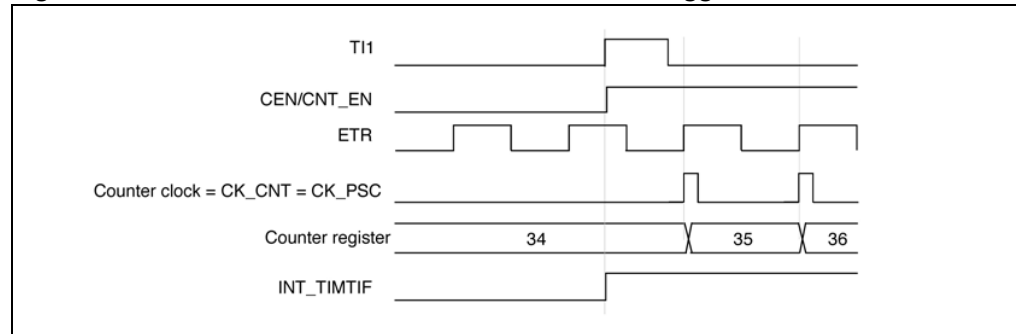 TI1
CEN/CNT_EN
ETR
Counter clock = CK_CNT = CK_PSC
Counter register 34 35 36
INT_TIMTIF